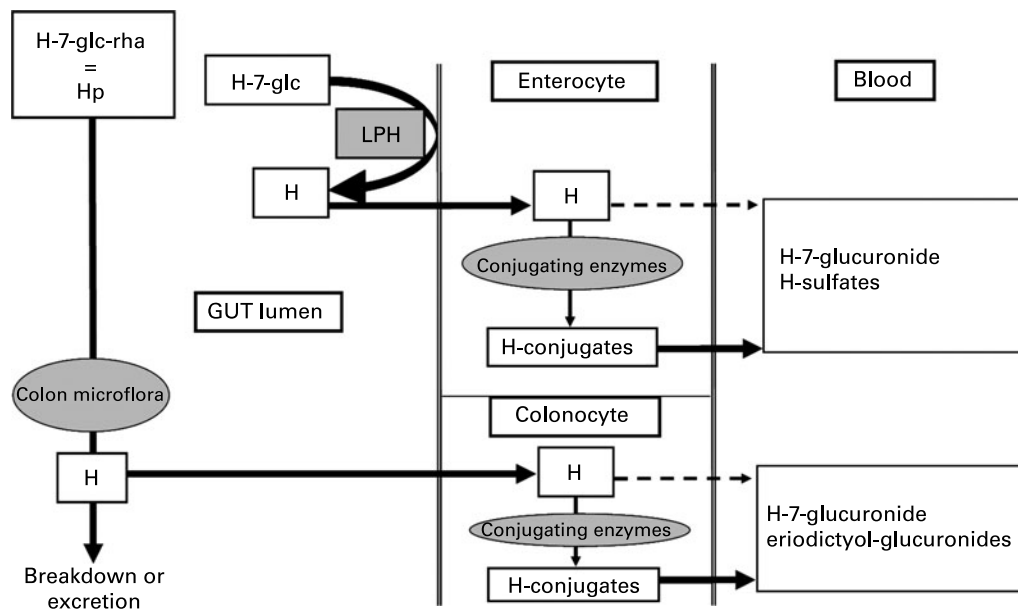 H-7-glc-rha
=
Hp
H-7-glc
LPH
H
GUT lumen
Colon microflora
H
Breakdown or
excretion
Enterocyte
H
Conjugating enzymes
H-conjugates
Colonocyte
H
Conjugating enzymes
H-conjugates
Blood
H-7-glucuronide
H-sulfates
H-7-glucuronide
eriodictyol-glucuronides